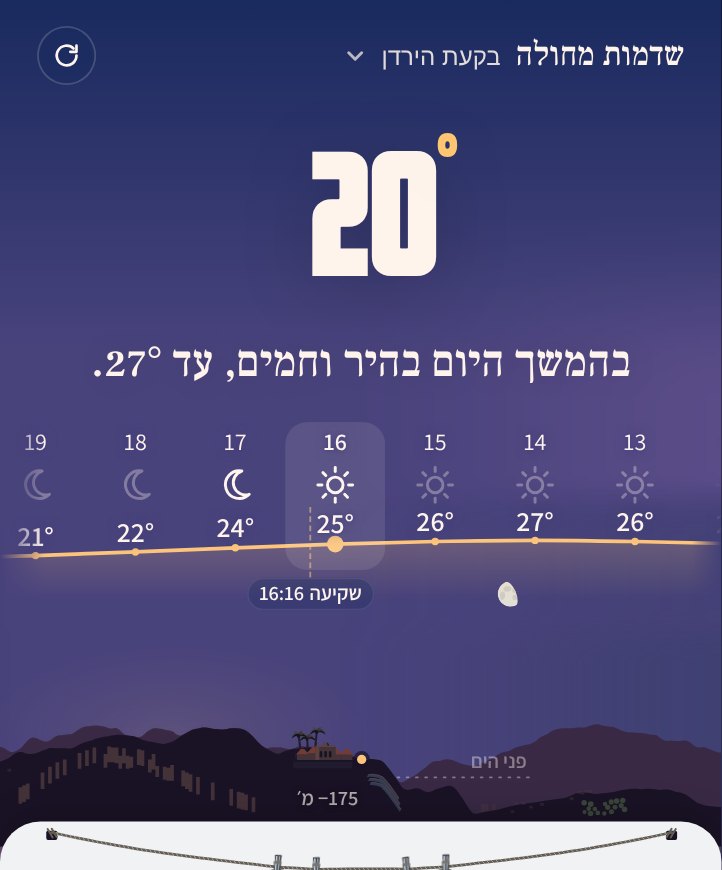 שדמות מחולה בקעת הירדן
20°
בהמשך היום בהיר וחמים, עד 27°.
13 14 15 16 17 18 19
26° 27° 26° 25° 24° 22° 21°
שקיעה 16:16
פני הים
−175 מ׳